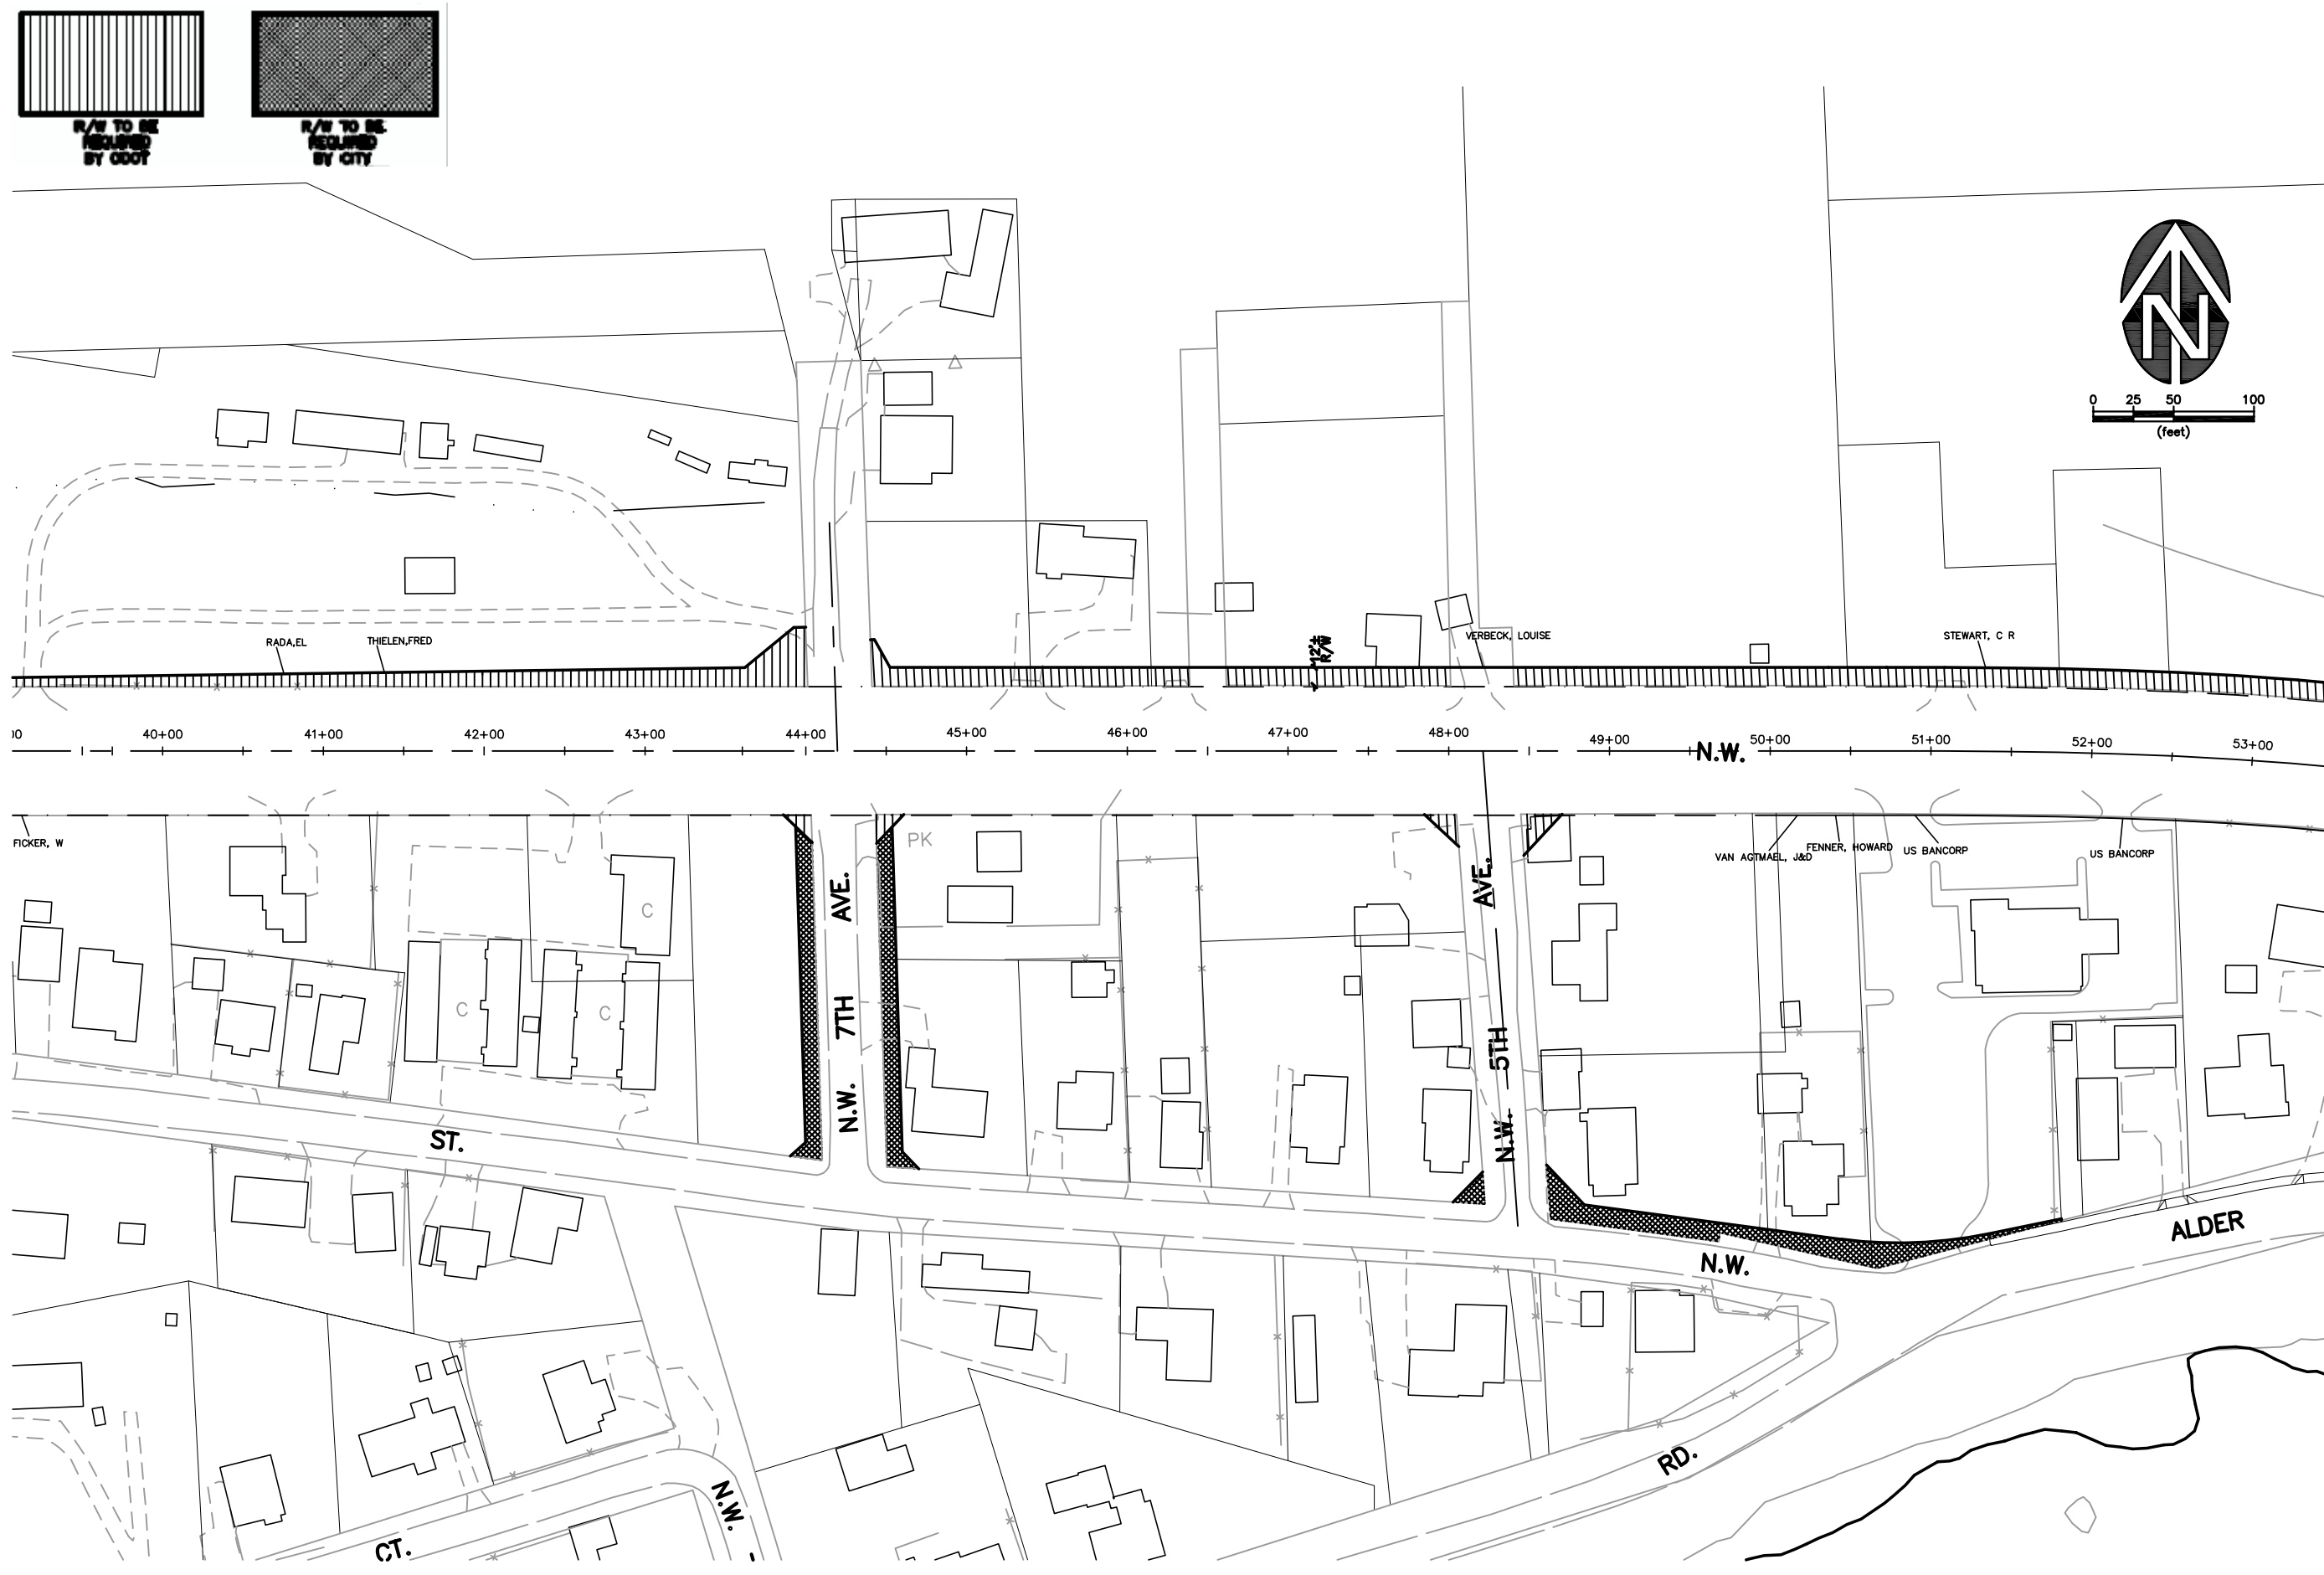 R/W TO BE
REQUIRED
BY ODOT
R/W TO BE
REQUIRED
BY CITY
N
0 25 50 100
(feet)
RADA,EL
THIELEN,FRED
12'±
R/W
VERBECK, LOUISE
STEWART, C R
40+00 41+00 42+00 43+00 44+00 45+00 46+00 47+00 48+00 49+00 50+00 51+00 52+00 53+00
N.W.
FICKER, W
PK
VAN AGTMAEL, J&D
FENNER, HOWARD
US BANCORP
US BANCORP
N.W. 7TH AVE.
N.W. 5TH AVE.
C
C
C
ST.
N.W.
ALDER
RD.
N.W.
CT.